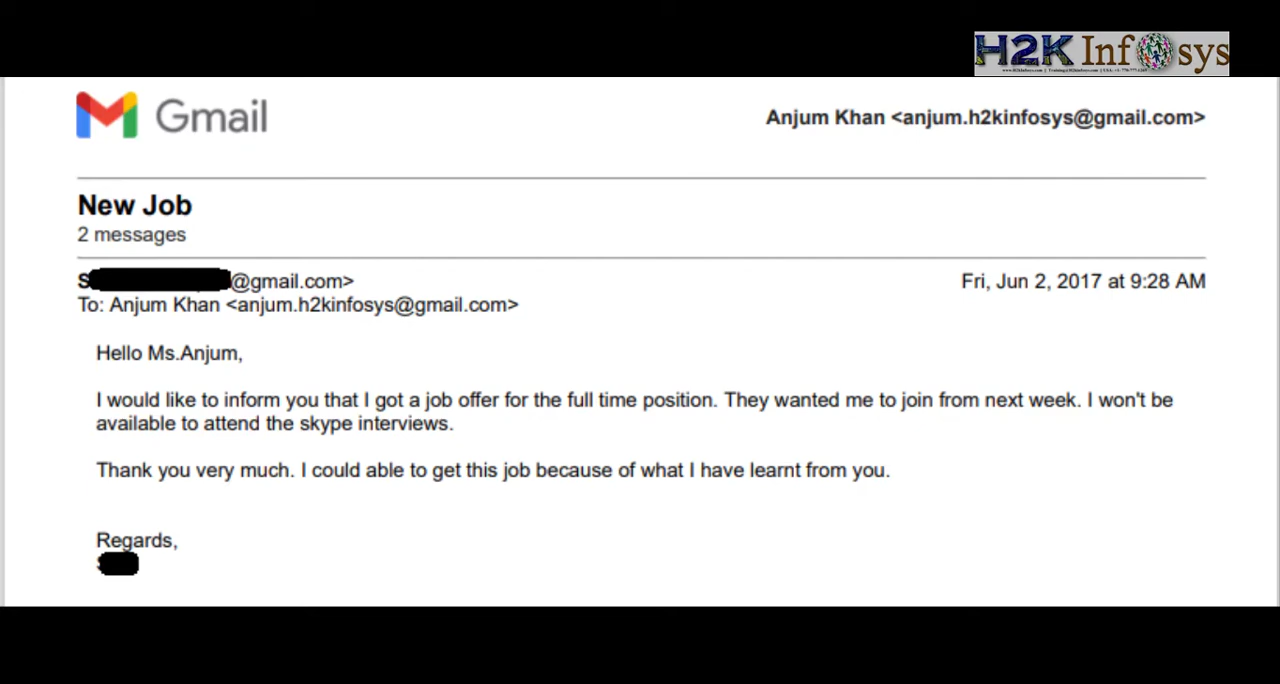 H2K Infosys
Gmail
Anjum Khan <anjum.h2kinfosys@gmail.com>
New Job
2 messages
S @gmail.com>
Fri, Jun 2, 2017 at 9:28 AM
To: Anjum Khan <anjum.h2kinfosys@gmail.com>
Hello Ms.Anjum,
I would like to inform you that I got a job offer for the full time position. They wanted me to join from next week. I won't be
available to attend the skype interviews.
Thank you very much. I could able to get this job because of what I have learnt from you.
Regards,